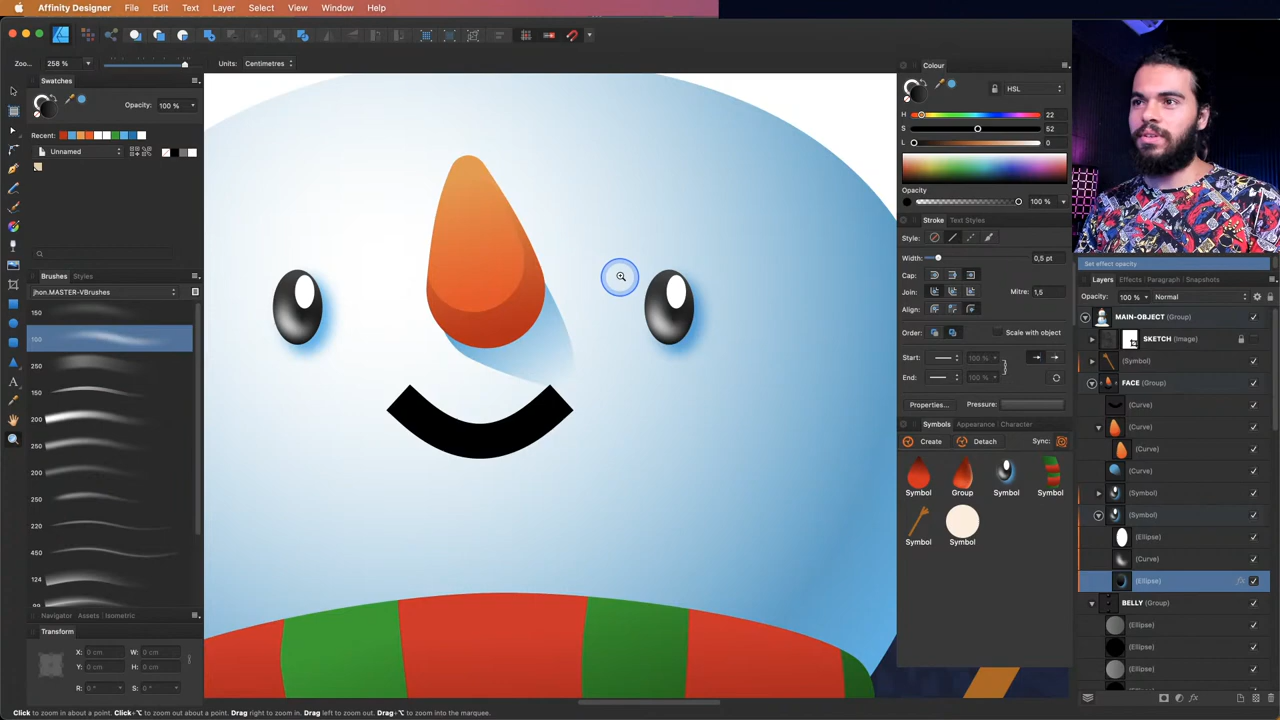 Affinity Designer File Edit Text Layer Select View Window Help
Zoo... 258 % Units: Centimetres
Swatches
Opacity: 100 %
Recent:
Unnamed
Brushes Styles
jhon.MASTER-VBrushes
150
100
250
150
200
200
200
250
220
450
124
99
Navigator Assets Isometric
Transform
X: 0 cm W: 0 cm
Y: 0 cm H: 0 cm
R: 0 ° S: 0 °
Click to zoom in about a point. Click+⌥ to zoom out about a point. Drag right to zoom in. Drag left to zoom out. Drag+⌥ to zoom into the marquee.
Colour
HSL
H 22
S 52
L 0
Opacity
100 %
Stroke Text Styles
Style:
Width: 0,5 pt
Cap:
Join: Mitre: 1,5
Align:
Order: Scale with object
Start: 100 %
End: 100 %
Properties... Pressure:
Symbols Appearance Character
Create Detach Sync:
Symbol Group Symbol Symbol
Symbol Symbol
Set effect opacity
Layers Effects Paragraph Snapshots
Opacity: 100 % Normal
MAIN-OBJECT (Group)
SKETCH (Image)
(Symbol)
FACE (Group)
(Curve)
(Curve)
(Curve)
(Curve)
(Symbol)
(Symbol)
(Ellipse)
(Curve)
(Ellipse) fx
BELLY (Group)
(Ellipse)
(Ellipse)
(Ellipse)